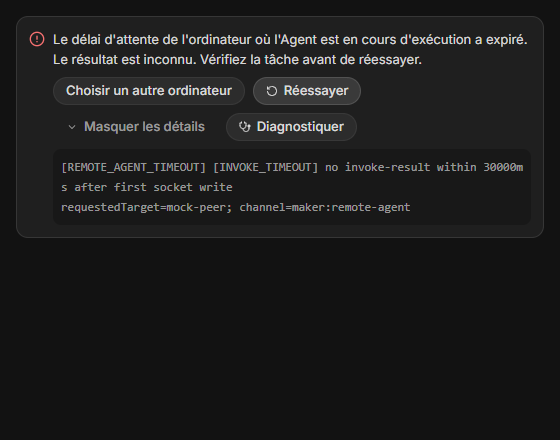 Le délai d'attente de l'ordinateur où l'Agent est en cours d'exécution a expiré.
Le résultat est inconnu. Vérifiez la tâche avant de réessayer.
Choisir un autre ordinateur
Réessayer
Masquer les détails
Diagnostiquer
[REMOTE_AGENT_TIMEOUT] [INVOKE_TIMEOUT] no invoke-result within 30000m
s after first socket write
requestedTarget=mock-peer; channel=maker:remote-agent